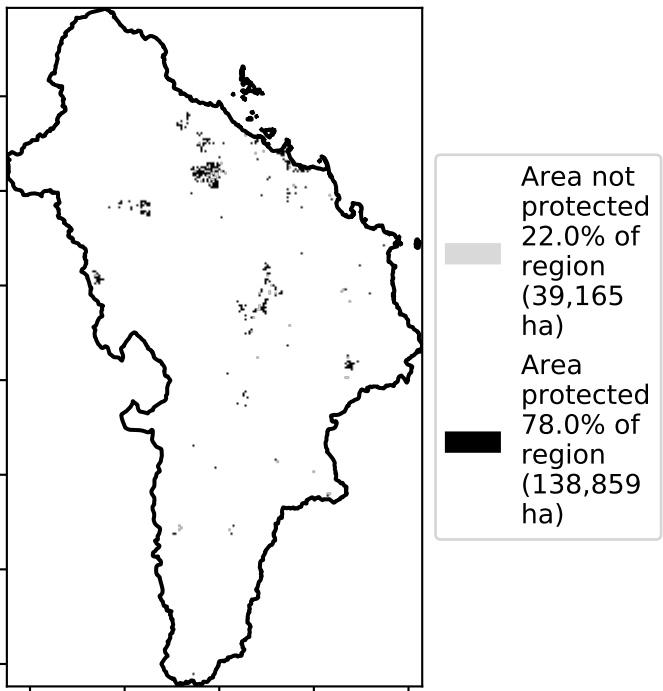 Area not
protected
22.0% of
region
(39,165
ha)
Area
protected
78.0% of
region
(138,859
ha)